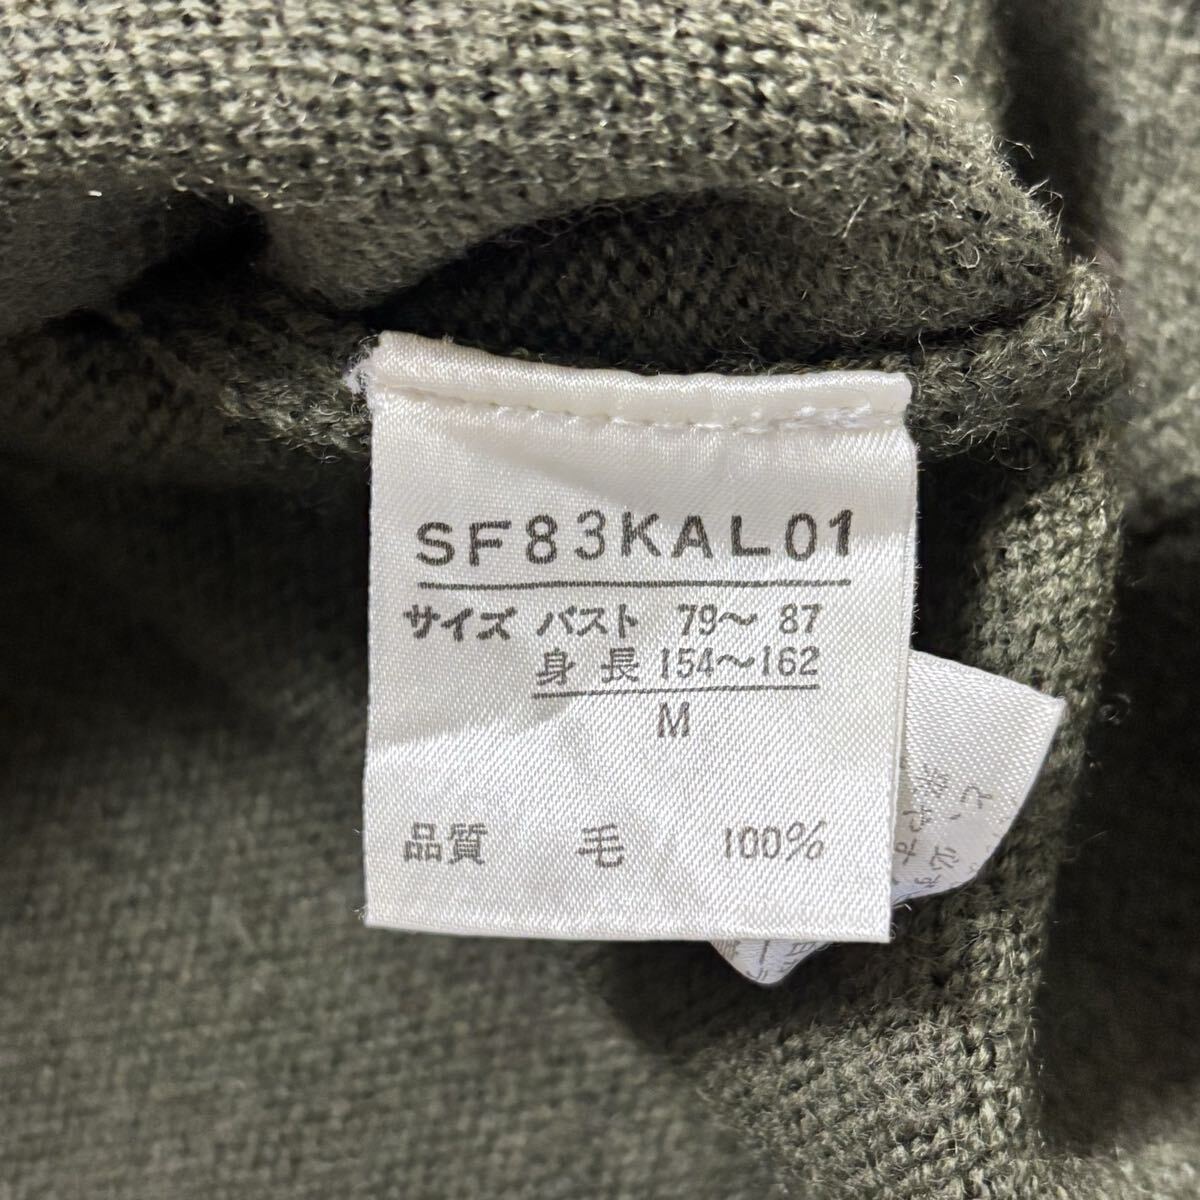 SF83KAL01
サイズ バスト 79〜 87
身 長 154〜162
M
品質 毛 100%